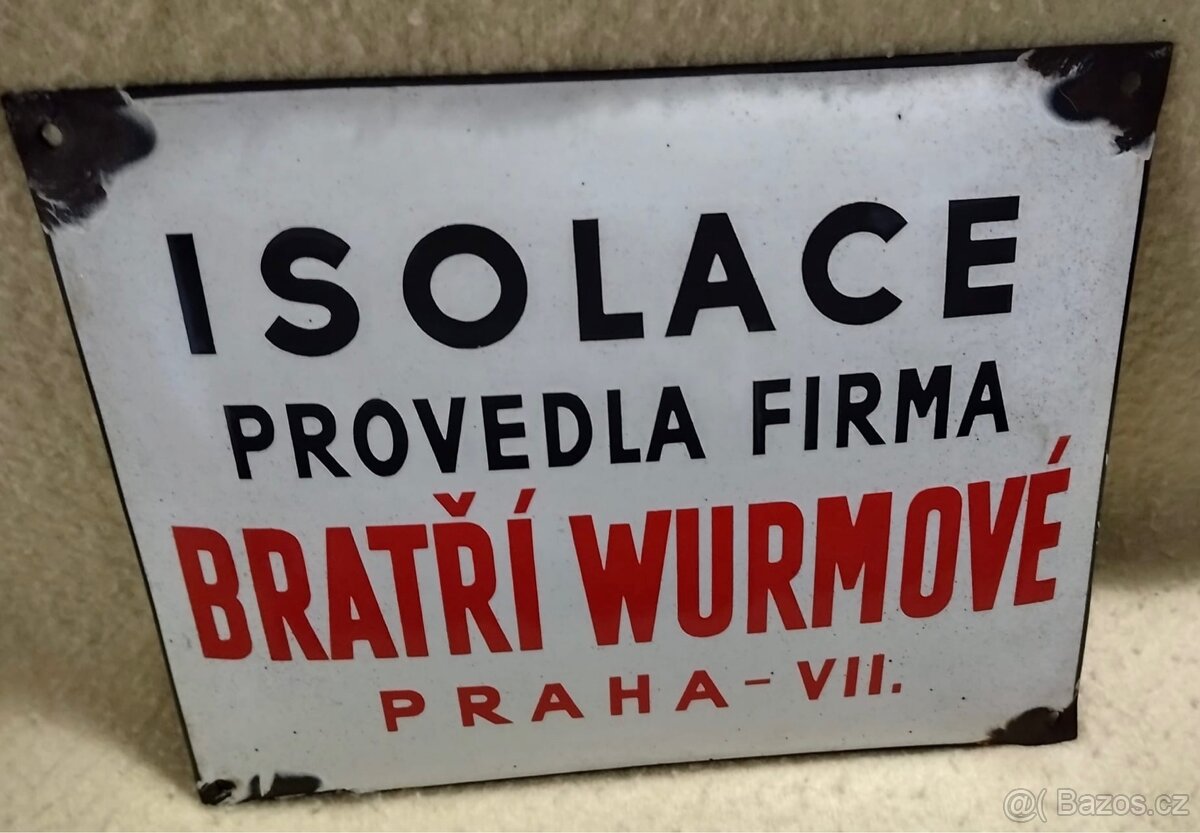 ISOLACE
PROVEDLA FIRMA
BRATŘÍ WURMOVÉ
PRAHA - VII.
@( Bazos.cz